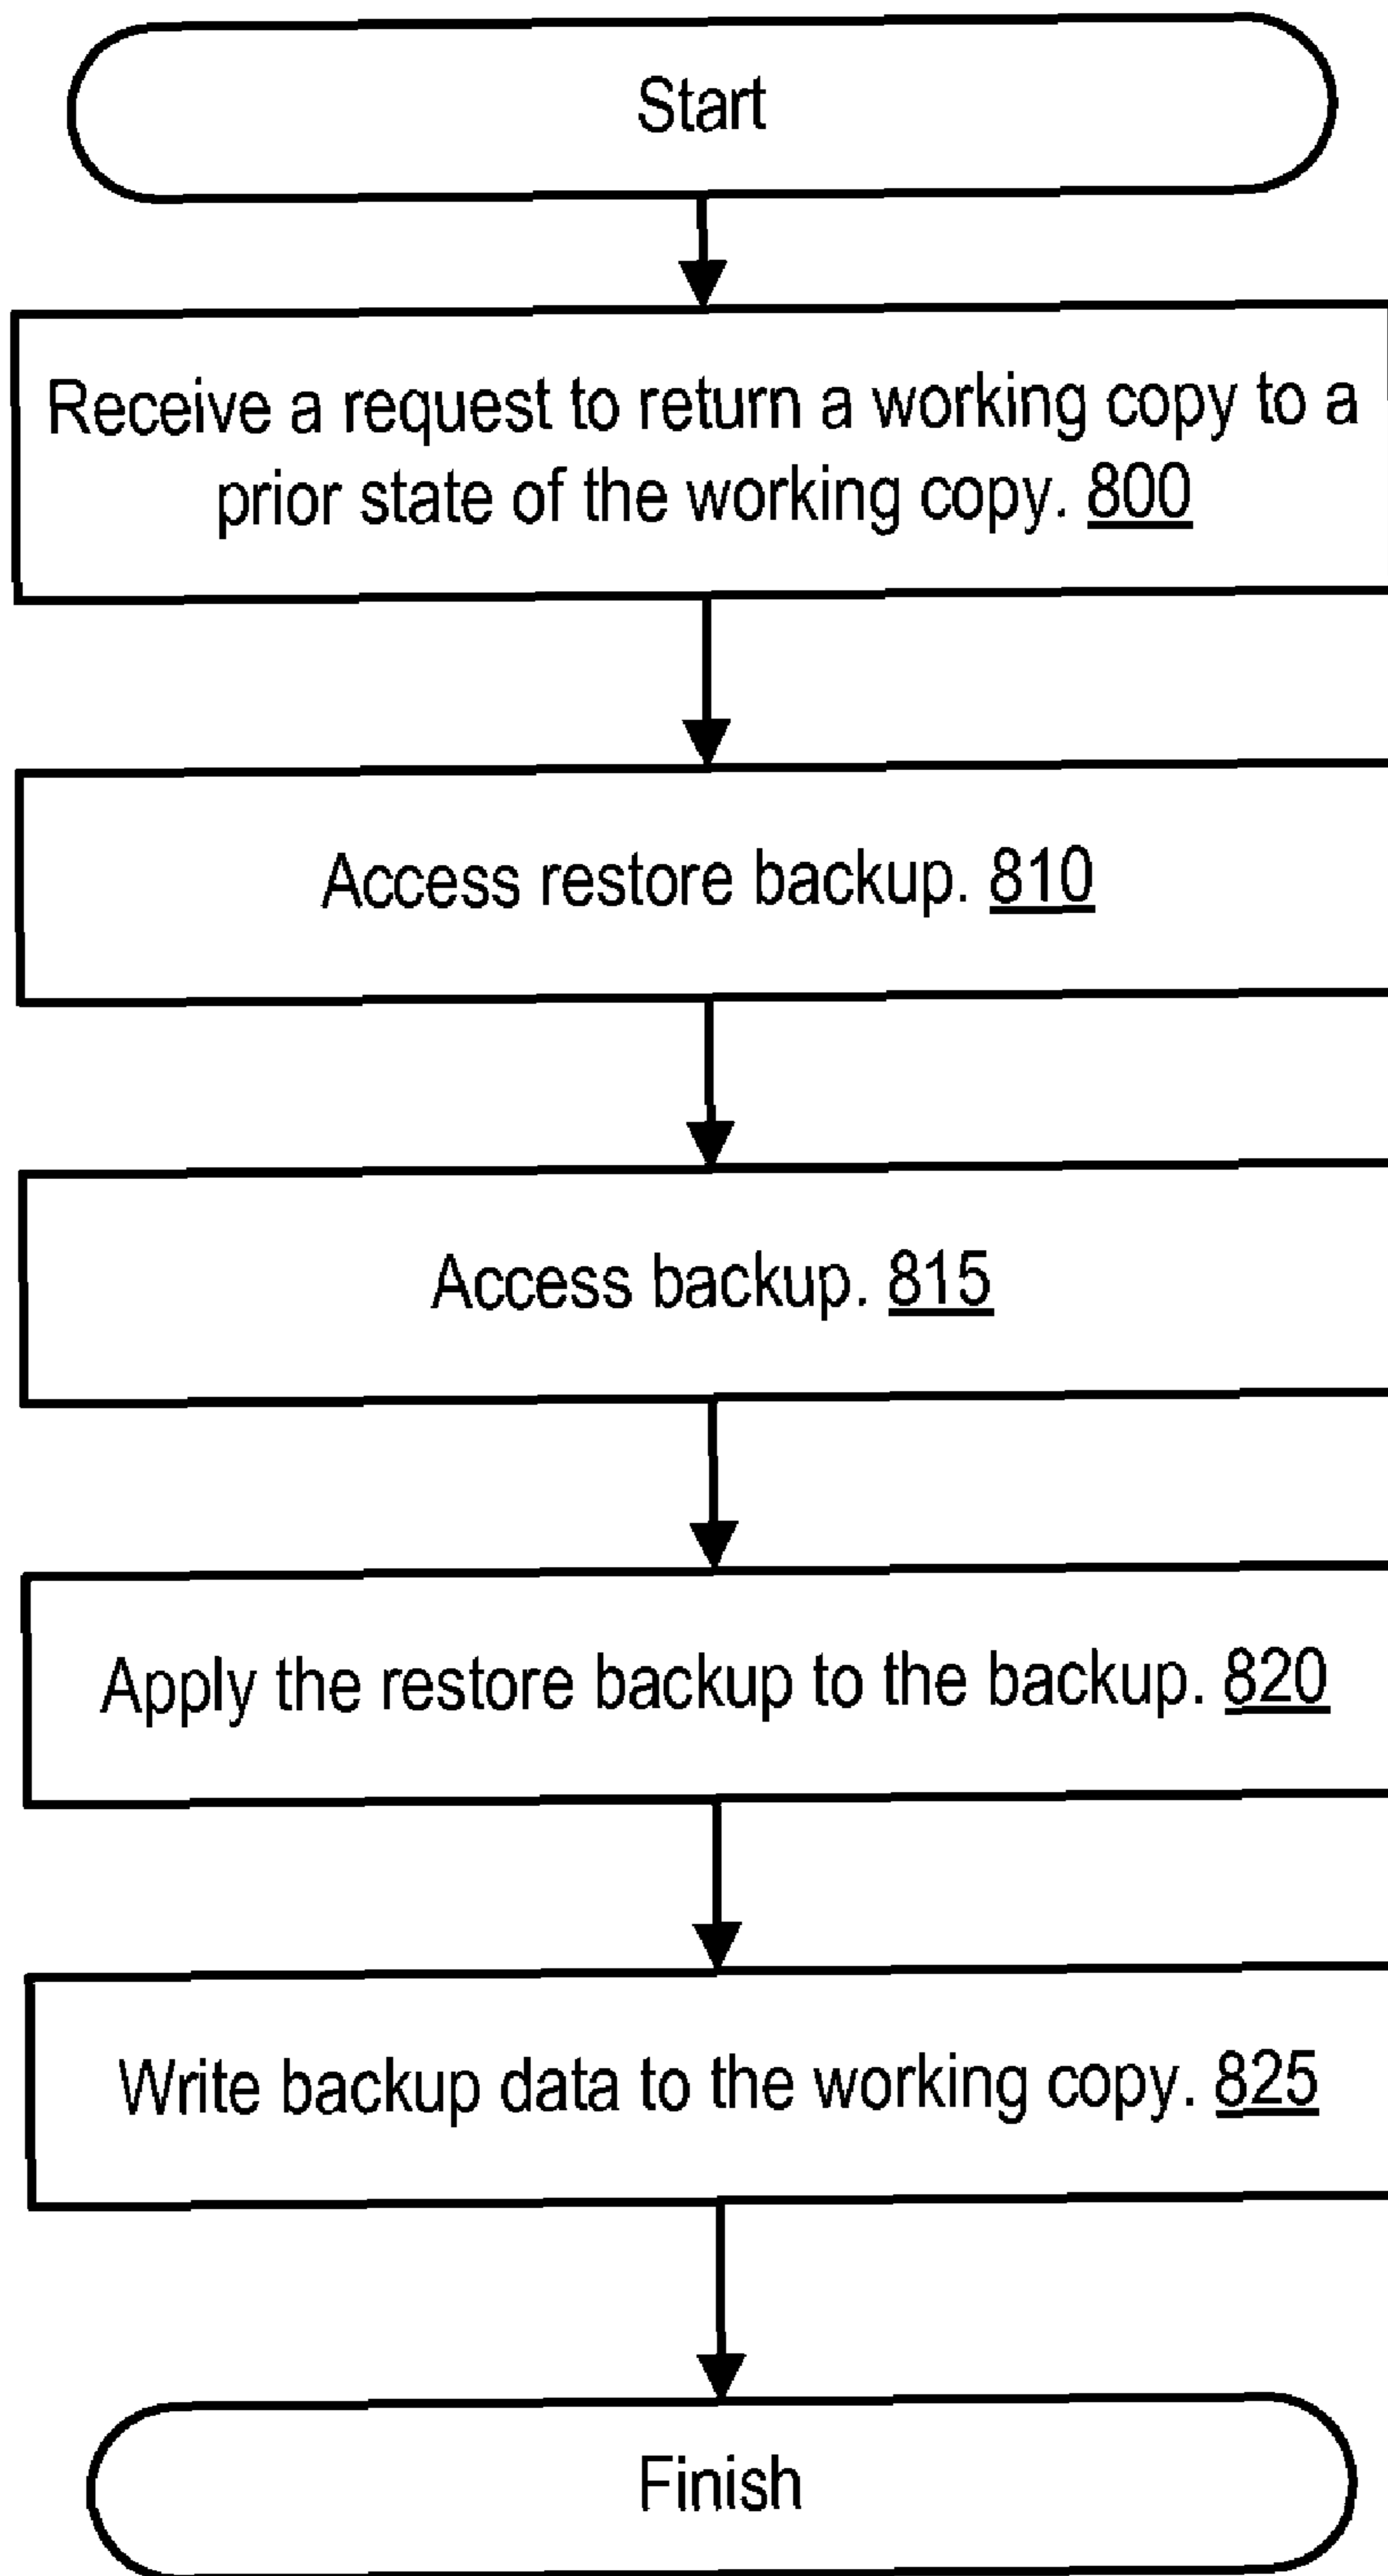 Start
Receive a request to return a working copy to a
prior state of the working copy. 800
Access restore backup. 810
Access backup. 815
Apply the restore backup to the backup. 820
Write backup data to the working copy. 825
Finish